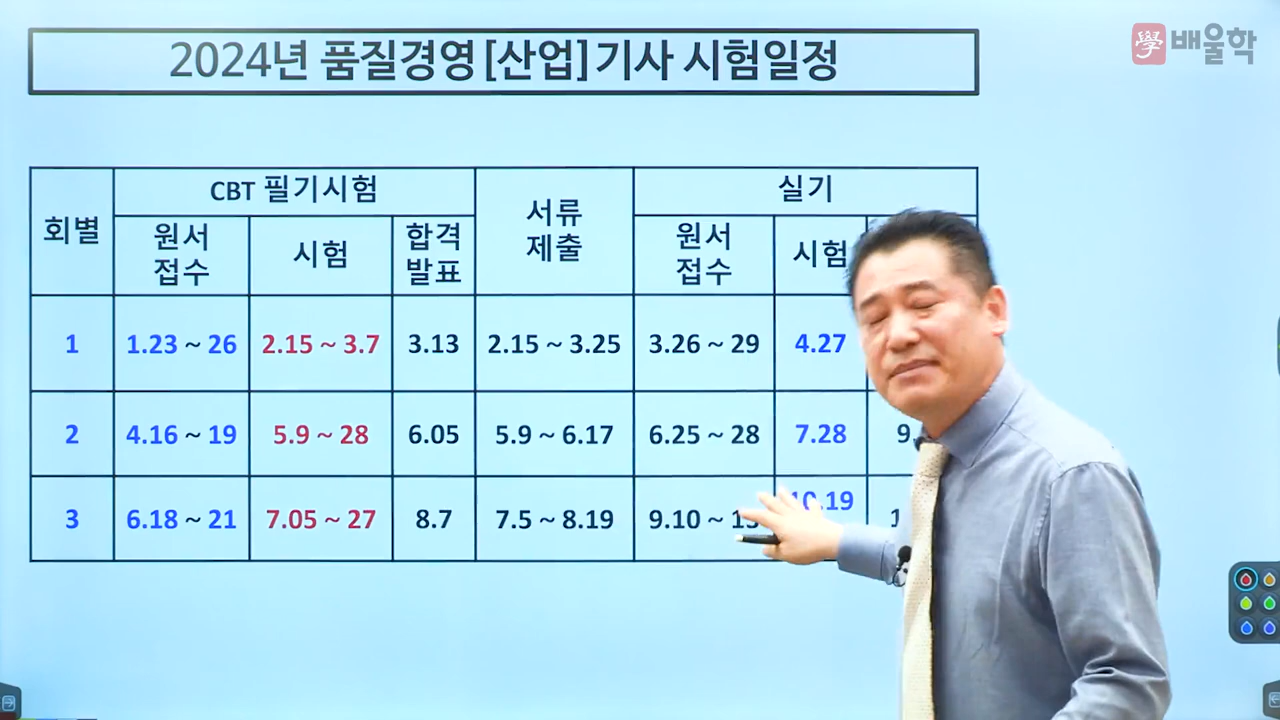 2024년 품질경영[산업]기사 시험일정
學 배울학
회별
CBT 필기시험
서류
제출
실기
원서
접수
시험
합격
발표
원서
접수
시험
1
1.23 ~ 26
2.15 ~ 3.7
3.13
2.15 ~ 3.25
3.26 ~ 29
4.27
2
4.16 ~ 19
5.9 ~ 28
6.05
5.9 ~ 6.17
6.25 ~ 28
7.28
3
6.18 ~ 21
7.05 ~ 27
8.7
7.5 ~ 8.19
9.10 ~
10.19